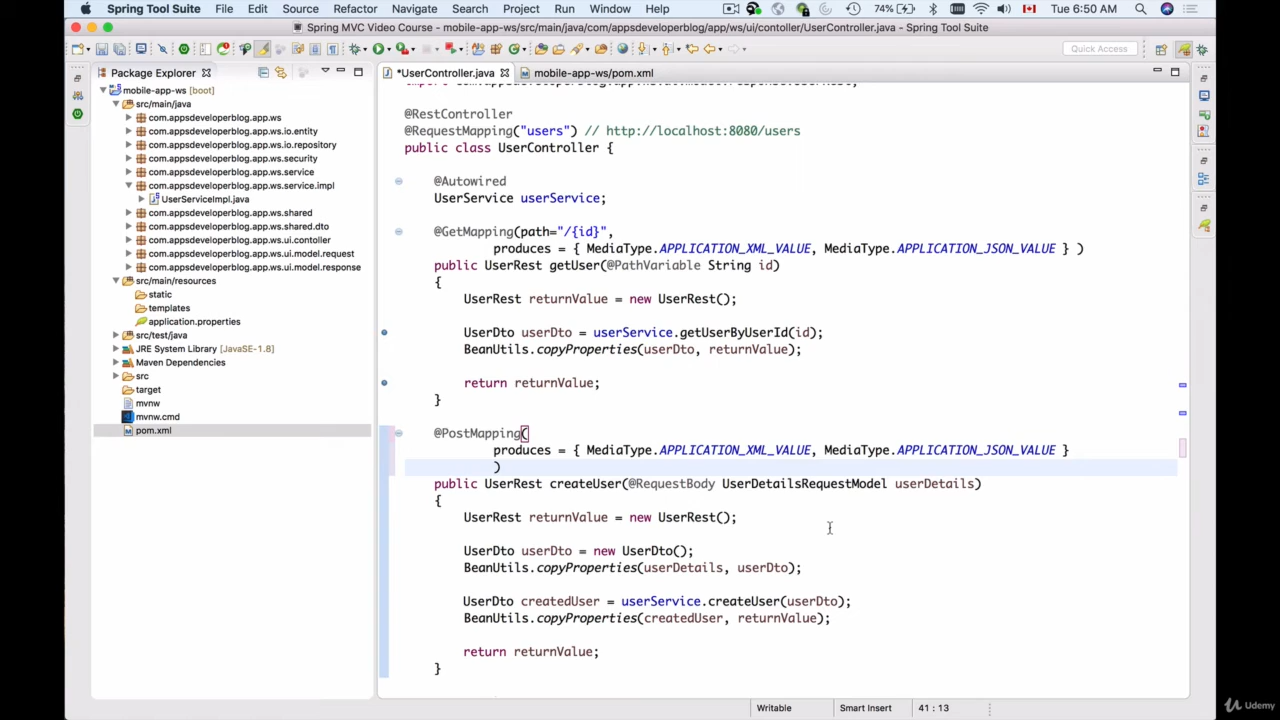 Spring Tool Suite File Edit Source Refactor Navigate Search Project Run Window Help 74% Tue 6:50 AM
Spring MVC Video Course - mobile-app-ws/src/main/java/com/appsdeveloperblog/app/ws/ui/contoller/UserController.java - Spring Tool Suite
Quick Access
Package Explorer
*UserController.java
mobile-app-ws/pom.xml
mobile-app-ws [boot]
src/main/java
com.appsdeveloperblog.app.ws
com.appsdeveloperblog.app.ws.io.entity
com.appsdeveloperblog.app.ws.io.repository
com.appsdeveloperblog.app.ws.security
com.appsdeveloperblog.app.ws.service
com.appsdeveloperblog.app.ws.service.impl
UserServiceImpl.java
com.appsdeveloperblog.app.ws.shared
com.appsdeveloperblog.app.ws.shared.dto
com.appsdeveloperblog.app.ws.ui.contoller
com.appsdeveloperblog.app.ws.ui.model.request
com.appsdeveloperblog.app.ws.ui.model.response
src/main/resources
static
templates
application.properties
src/test/java
JRE System Library [JavaSE-1.8]
Maven Dependencies
src
target
mvnw
mvnw.cmd
pom.xml
@RestController
@RequestMapping("users") // http://localhost:8080/users
public class UserController {
@Autowired
UserService userService;
@GetMapping(path="/{id}",
produces = { MediaType.APPLICATION_XML_VALUE, MediaType.APPLICATION_JSON_VALUE } )
public UserRest getUser(@PathVariable String id)
{
UserRest returnValue = new UserRest();
UserDto userDto = userService.getUserByUserId(id);
BeanUtils.copyProperties(userDto, returnValue);
return returnValue;
}
@PostMapping(
produces = { MediaType.APPLICATION_XML_VALUE, MediaType.APPLICATION_JSON_VALUE }
)
public UserRest createUser(@RequestBody UserDetailsRequestModel userDetails)
{
UserRest returnValue = new UserRest();
UserDto userDto = new UserDto();
BeanUtils.copyProperties(userDetails, userDto);
UserDto createdUser = userService.createUser(userDto);
BeanUtils.copyProperties(createdUser, returnValue);
return returnValue;
}
Writable Smart Insert 41 : 13
Udemy